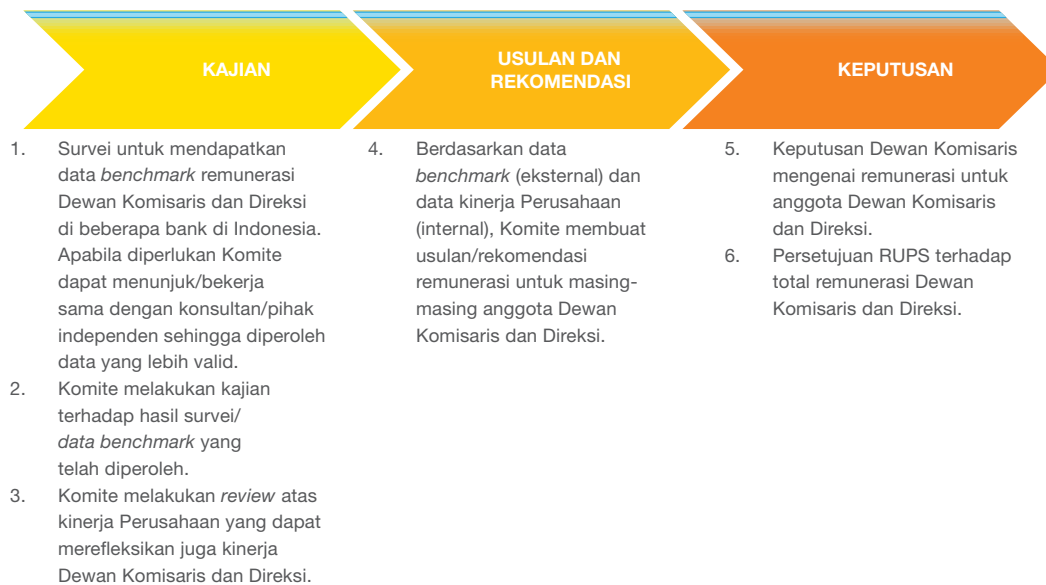 KAJIAN
USULAN DAN
REKOMENDASI
KEPUTUSAN
1. Survei untuk mendapatkan
data benchmark remunerasi
Dewan Komisaris dan Direksi
di beberapa bank di Indonesia.
Apabila diperlukan Komite
dapat menunjuk/bekerja
sama dengan konsultan/pihak
independen sehingga diperoleh
data yang lebih valid.
2. Komite melakukan kajian
terhadap hasil survei/
data benchmark yang
telah diperoleh.
3. Komite melakukan review atas
kinerja Perusahaan yang dapat
merefleksikan juga kinerja
Dewan Komisaris dan Direksi.
4. Berdasarkan data
benchmark (eksternal) dan
data kinerja Perusahaan
(internal), Komite membuat
usulan/rekomendasi
remunerasi untuk masing-
masing anggota Dewan
Komisaris dan Direksi.
5. Keputusan Dewan Komisaris
mengenai remunerasi untuk
anggota Dewan Komisaris
dan Direksi.
6. Persetujuan RUPS terhadap
total remunerasi Dewan
Komisaris dan Direksi.